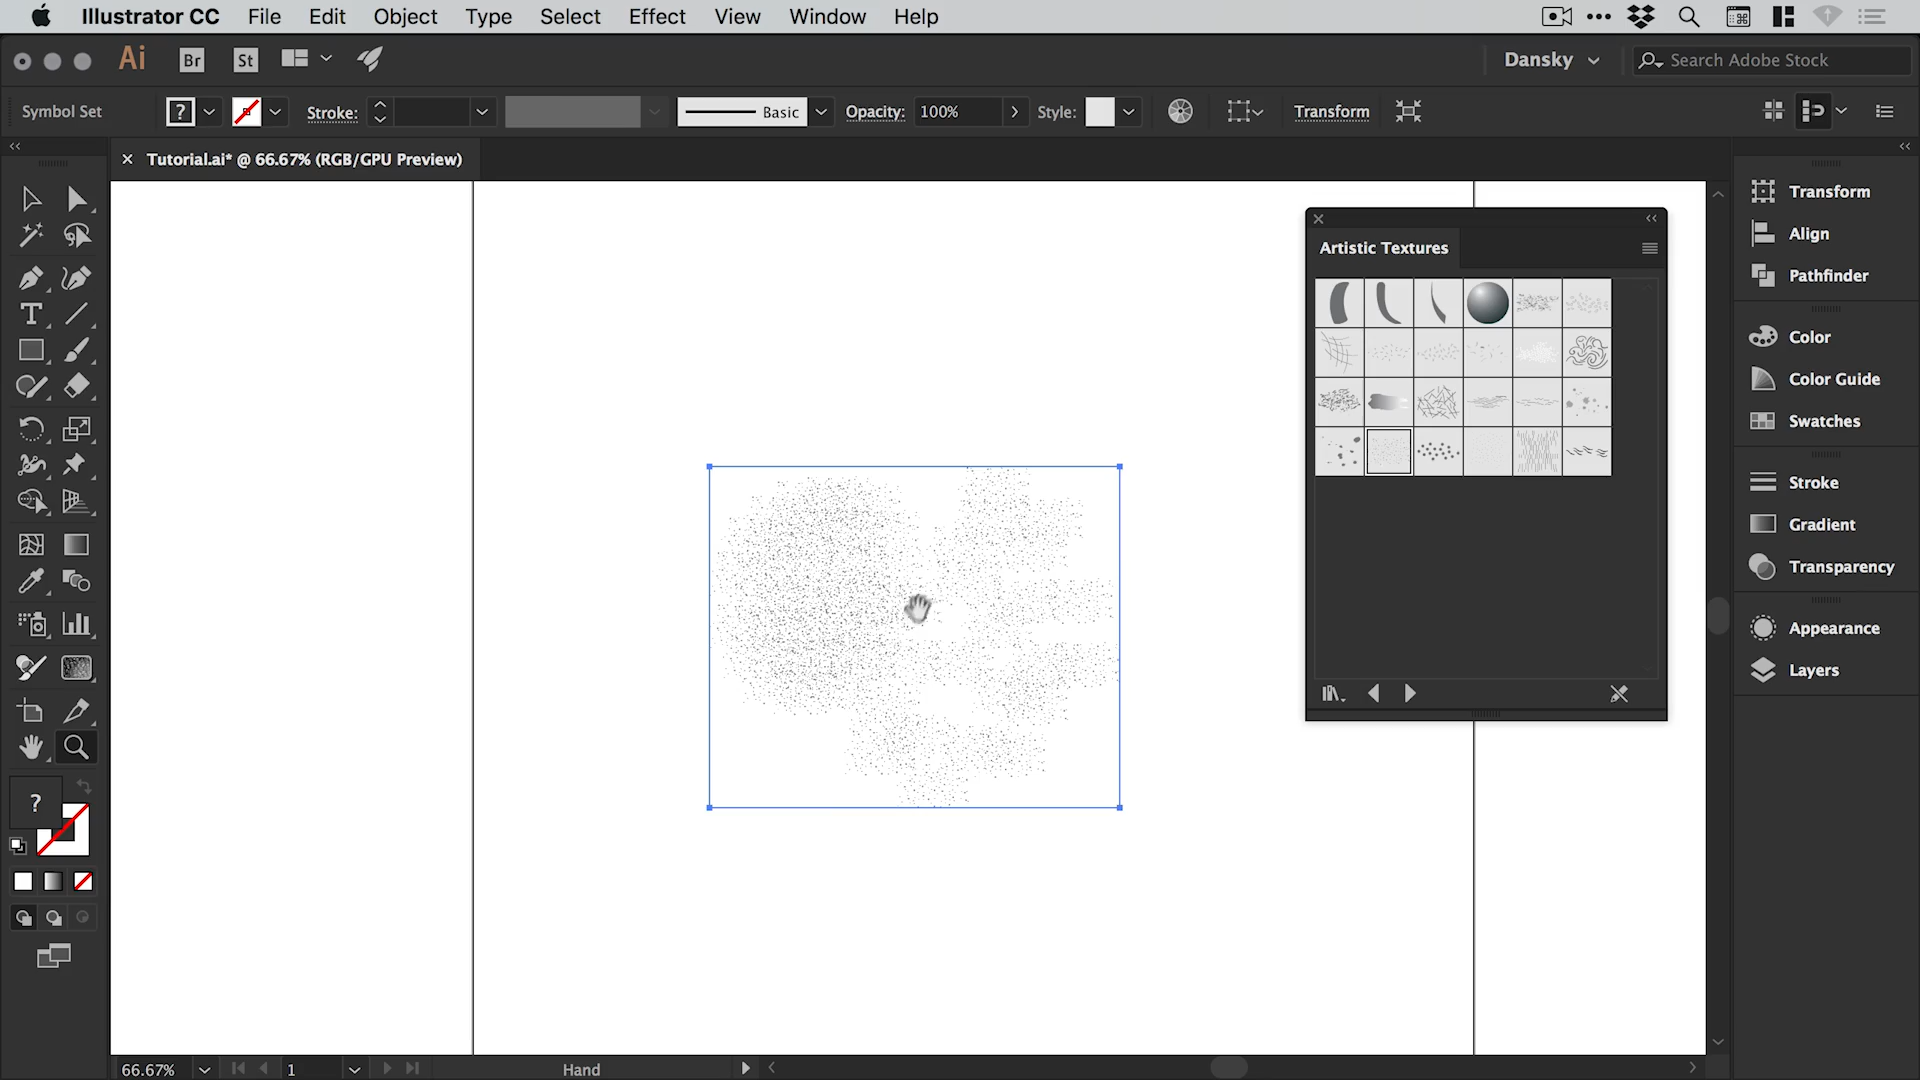 Illustrator CC File Edit Object Type Select Effect View Window Help
Ai Br St Dansky Search Adobe Stock
Symbol Set ? Stroke: Basic Opacity: 100% Style: Transform
Tutorial.ai* @ 66.67% (RGB/GPU Preview)
Artistic Textures
Transform
Align
Pathfinder
Color
Color Guide
Swatches
Stroke
Gradient
Transparency
Appearance
Layers
T
?
66.67% 1 Hand